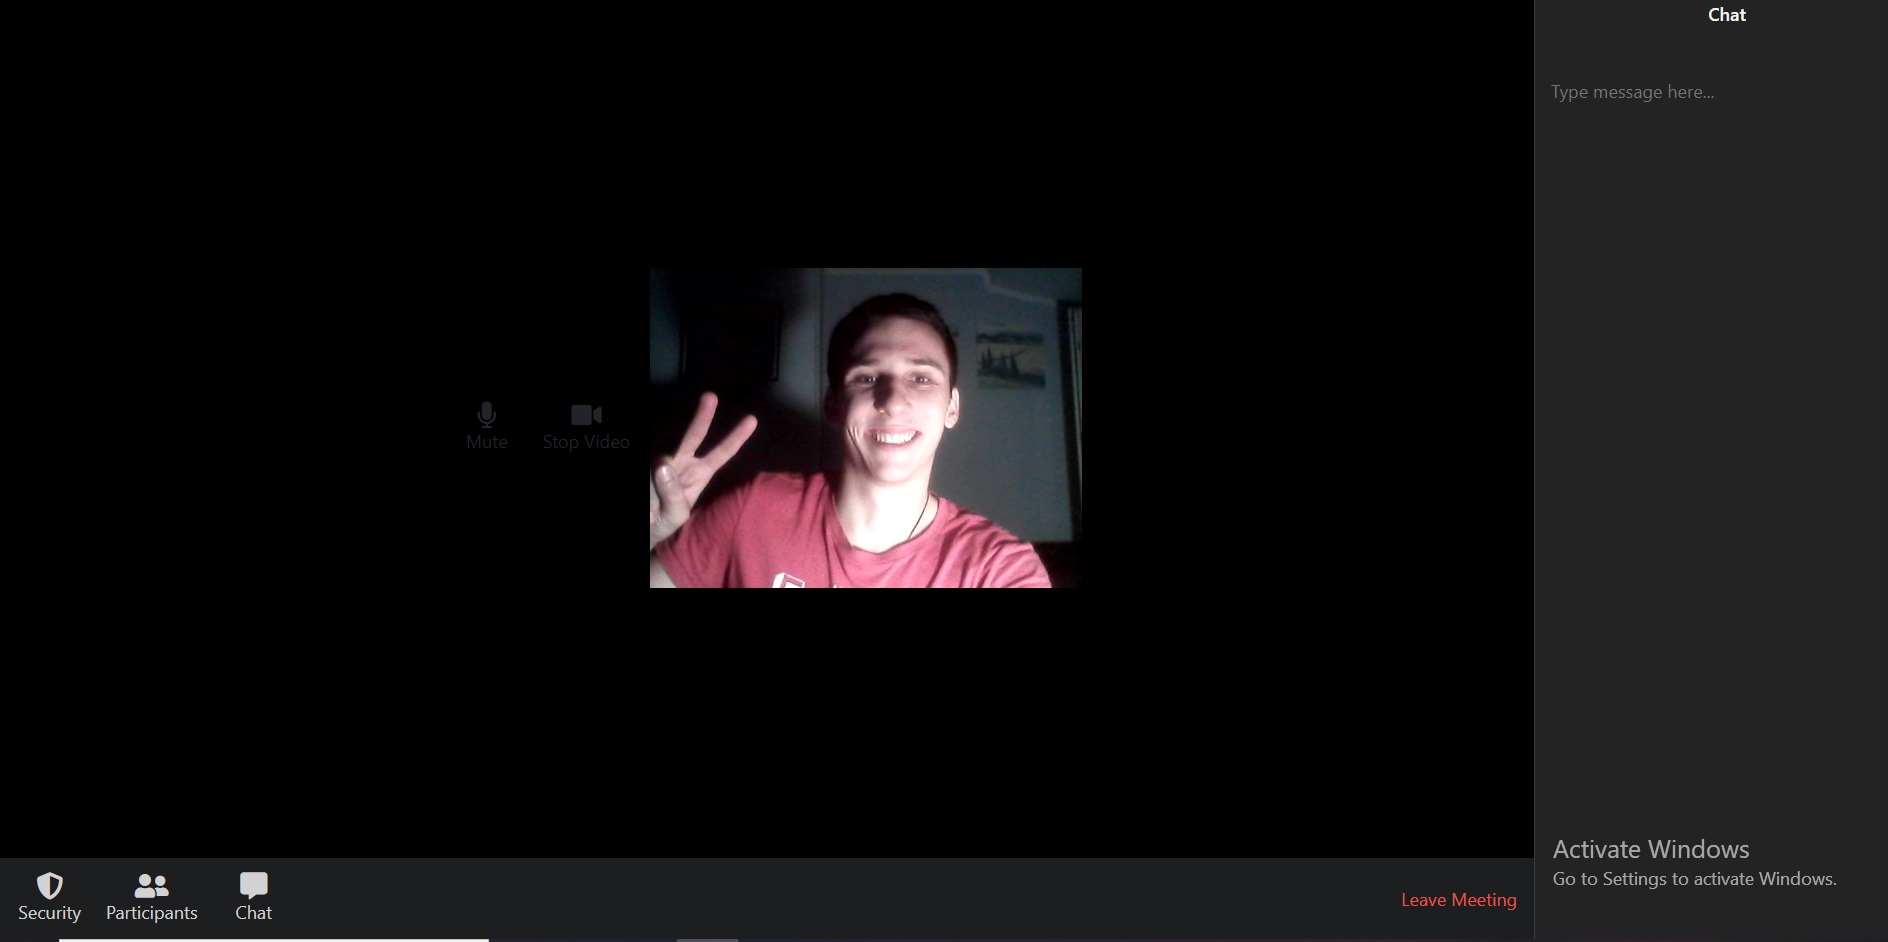 Chat
Type message here...
Mute
Stop Video
Activate Windows
Go to Settings to activate Windows.
Security
Participants
Chat
Leave Meeting